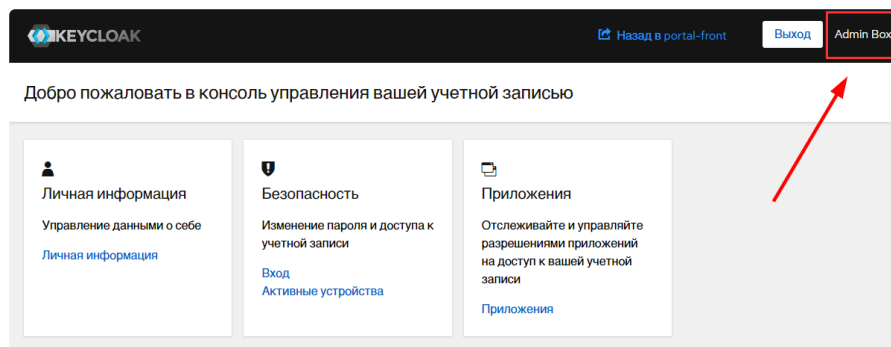 KEYCLOAK
Назад в portal-front
Выход
Admin Box
Добро пожаловать в консоль управления вашей учетной записью
Личная информация
Управление данными о себе
Личная информация
Безопасность
Изменение пароля и доступа к
учетной записи
Вход
Активные устройства
Приложения
Отслеживайте и управляйте
разрешениями приложений
на доступ к вашей учетной
записи
Приложения